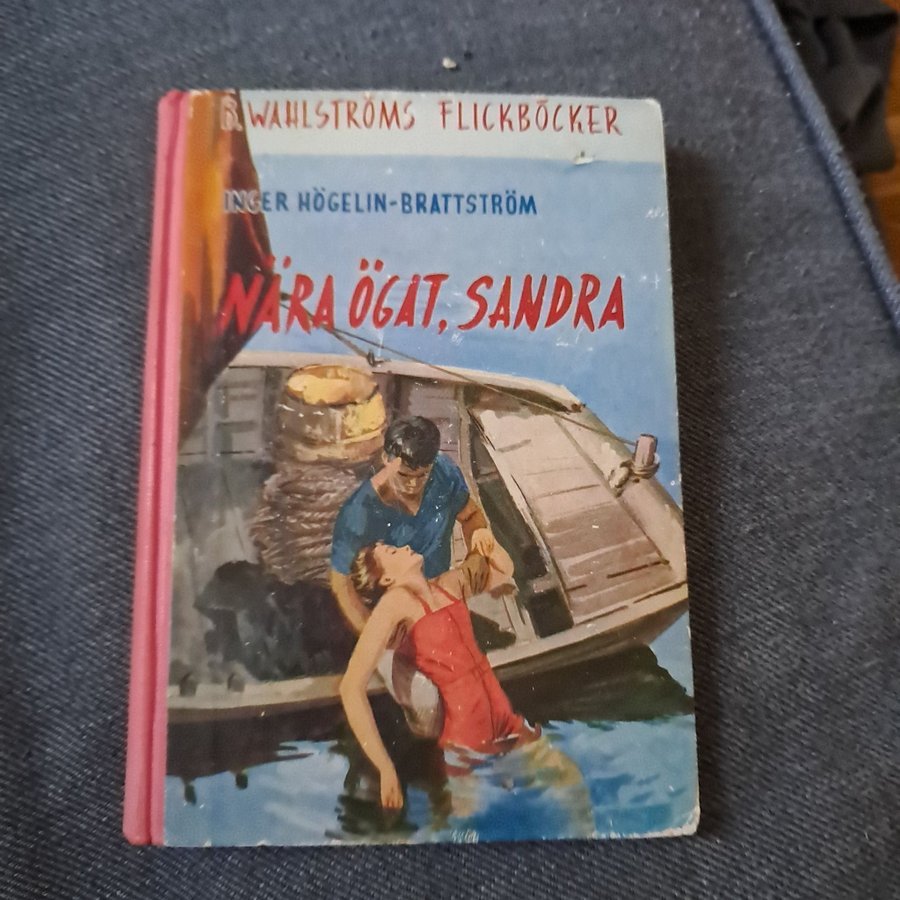 B. WAHLSTRÖMS FLICKBÖCKER
INGER HÖGELIN-BRATTSTRÖM
NÄRA ÖGAT, SANDRA